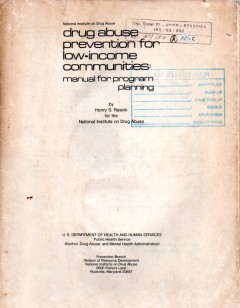 National Institute on Drug Abuse
drug abuse
prevention for
low-income
communities:
manual for program
planning
by
Henry S. Resnik
for the
National Institute on Drug Abuse
U. S. DEPARTMENT OF HEALTH AND HUMAN SERVICES
Public Health Service
Alcohol, Drug Abuse, and Mental Health Administration
Prevention Branch
Division of Resource Development
National Institute on Drug Abuse
5600 Fishers Lane
Rockville, Maryland 20857